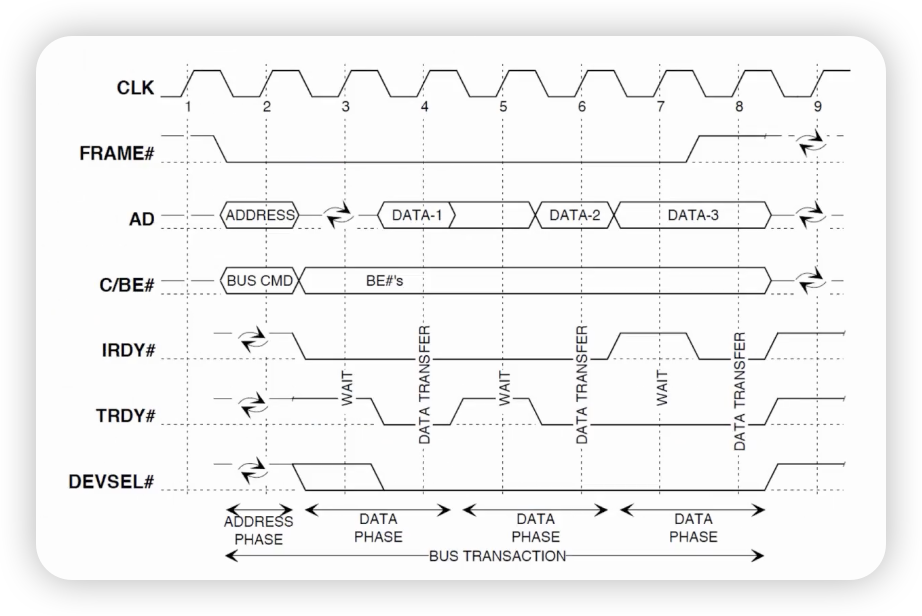 CLK
1 2 3 4 5 6 7 8 9
FRAME#
AD
ADDRESS DATA-1 DATA-2 DATA-3
C/BE#
BUS CMD BE#'s
IRDY#
WAIT DATA TRANSFER WAIT DATA TRANSFER WAIT DATA TRANSFER
TRDY#
DEVSEL#
ADDRESS PHASE
DATA PHASE
DATA PHASE
DATA PHASE
BUS TRANSACTION